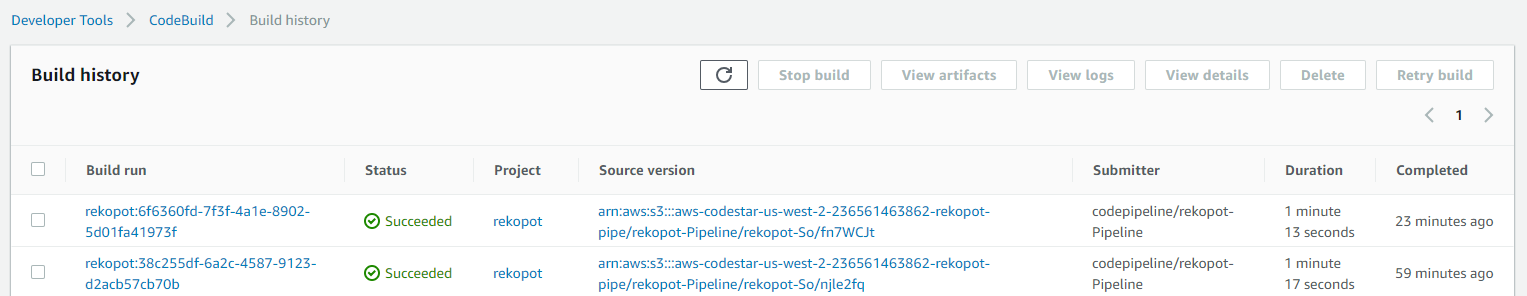 Developer Tools > CodeBuild > Build history
Build history
Stop build View artifacts View logs View details Delete Retry build
< 1 >
Build run Status Project Source version Submitter Duration Completed
rekopot:6f6360fd-7f3f-4a1e-8902- Succeeded rekopot arn:aws:s3:::aws-codestar-us-west-2-236561463862-rekopot- codepipeline/rekopot- 1 minute 23 minutes ago
5d01fa41973f pipe/rekopot-Pipeline/rekopot-So/fn7WCJt Pipeline 13 seconds
rekopot:38c255df-6a2c-4587-9123- Succeeded rekopot arn:aws:s3:::aws-codestar-us-west-2-236561463862-rekopot- codepipeline/rekopot- 1 minute 59 minutes ago
d2acb57cb70b pipe/rekopot-Pipeline/rekopot-So/njle2fq Pipeline 17 seconds